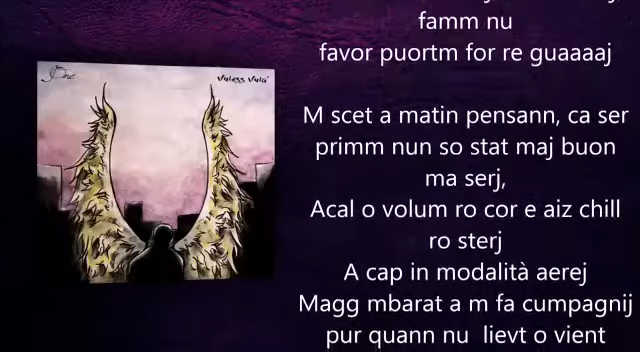 famm nu
favor puortm for re guaaaaj
One
Vuless Vula'
M scet a matin pensann, ca ser
primm nun so stat maj buon
ma serj,
Acal o volum ro cor e aiz chill
ro sterj
A cap in modalità aerej
Magg mbarat a m fa cumpagnij
pur quann nu lievt o vient